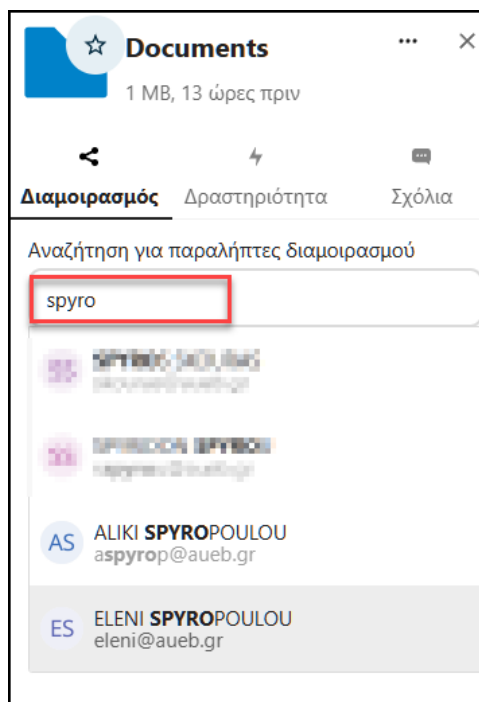 Documents
1 MB, 13 ώρες πριν
Διαμοιρασμός Δραστηριότητα Σχόλια
Αναζήτηση για παραλήπτες διαμοιρασμού
spyro
AS ALIKI SPYROPOULOU
aspyrop@aueb.gr
ES ELENI SPYROPOULOU
eleni@aueb.gr